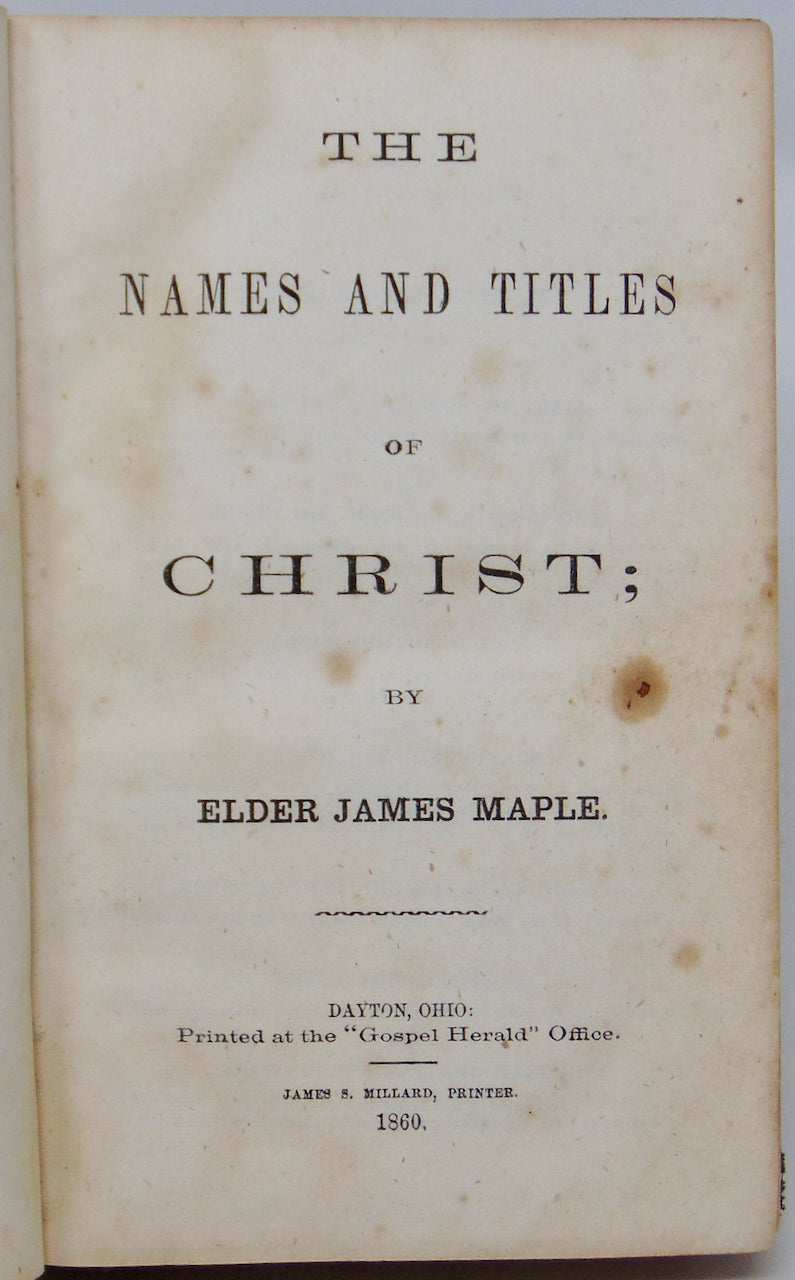 THE
NAMES AND TITLES
OF
CHRIST;
BY
ELDER JAMES MAPLE.
DAYTON, OHIO:
Printed at the “Gospel Herald” Office.
JAMES S. MILLARD, PRINTER.
1860.